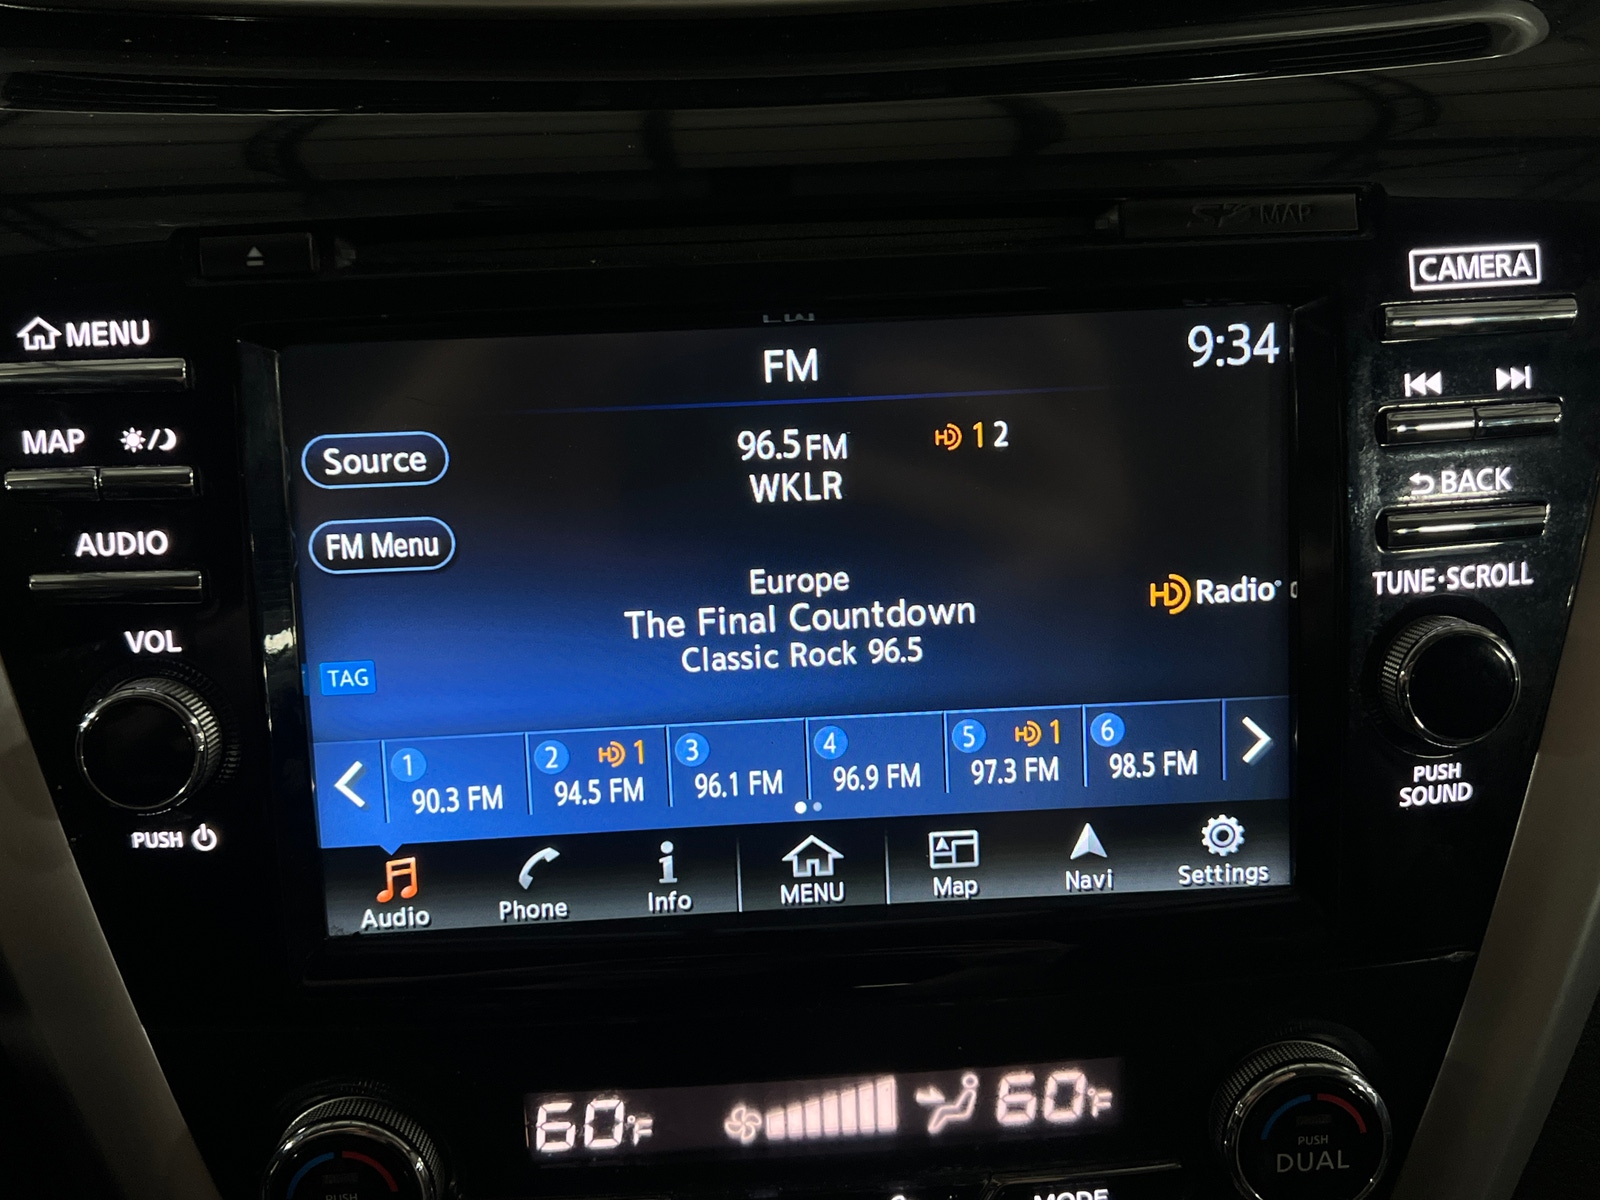 MAP
CAMERA
MENU
FM
9:34
MAP
Source
96.5 FM
HD 1 2
WKLR
BACK
AUDIO
FM Menu
Europe
The Final Countdown
Classic Rock 96.5
HD Radio
TUNE·SCROLL
VOL
TAG
1
90.3 FM
2 HD 1
94.5 FM
3
96.1 FM
4
96.9 FM
5 HD 1
97.3 FM
6
98.5 FM
PUSH
SOUND
PUSH
Audio
Phone
Info
MENU
Map
Navi
Settings
60°F
60°F
PUSH
DUAL
PUSH
MODE